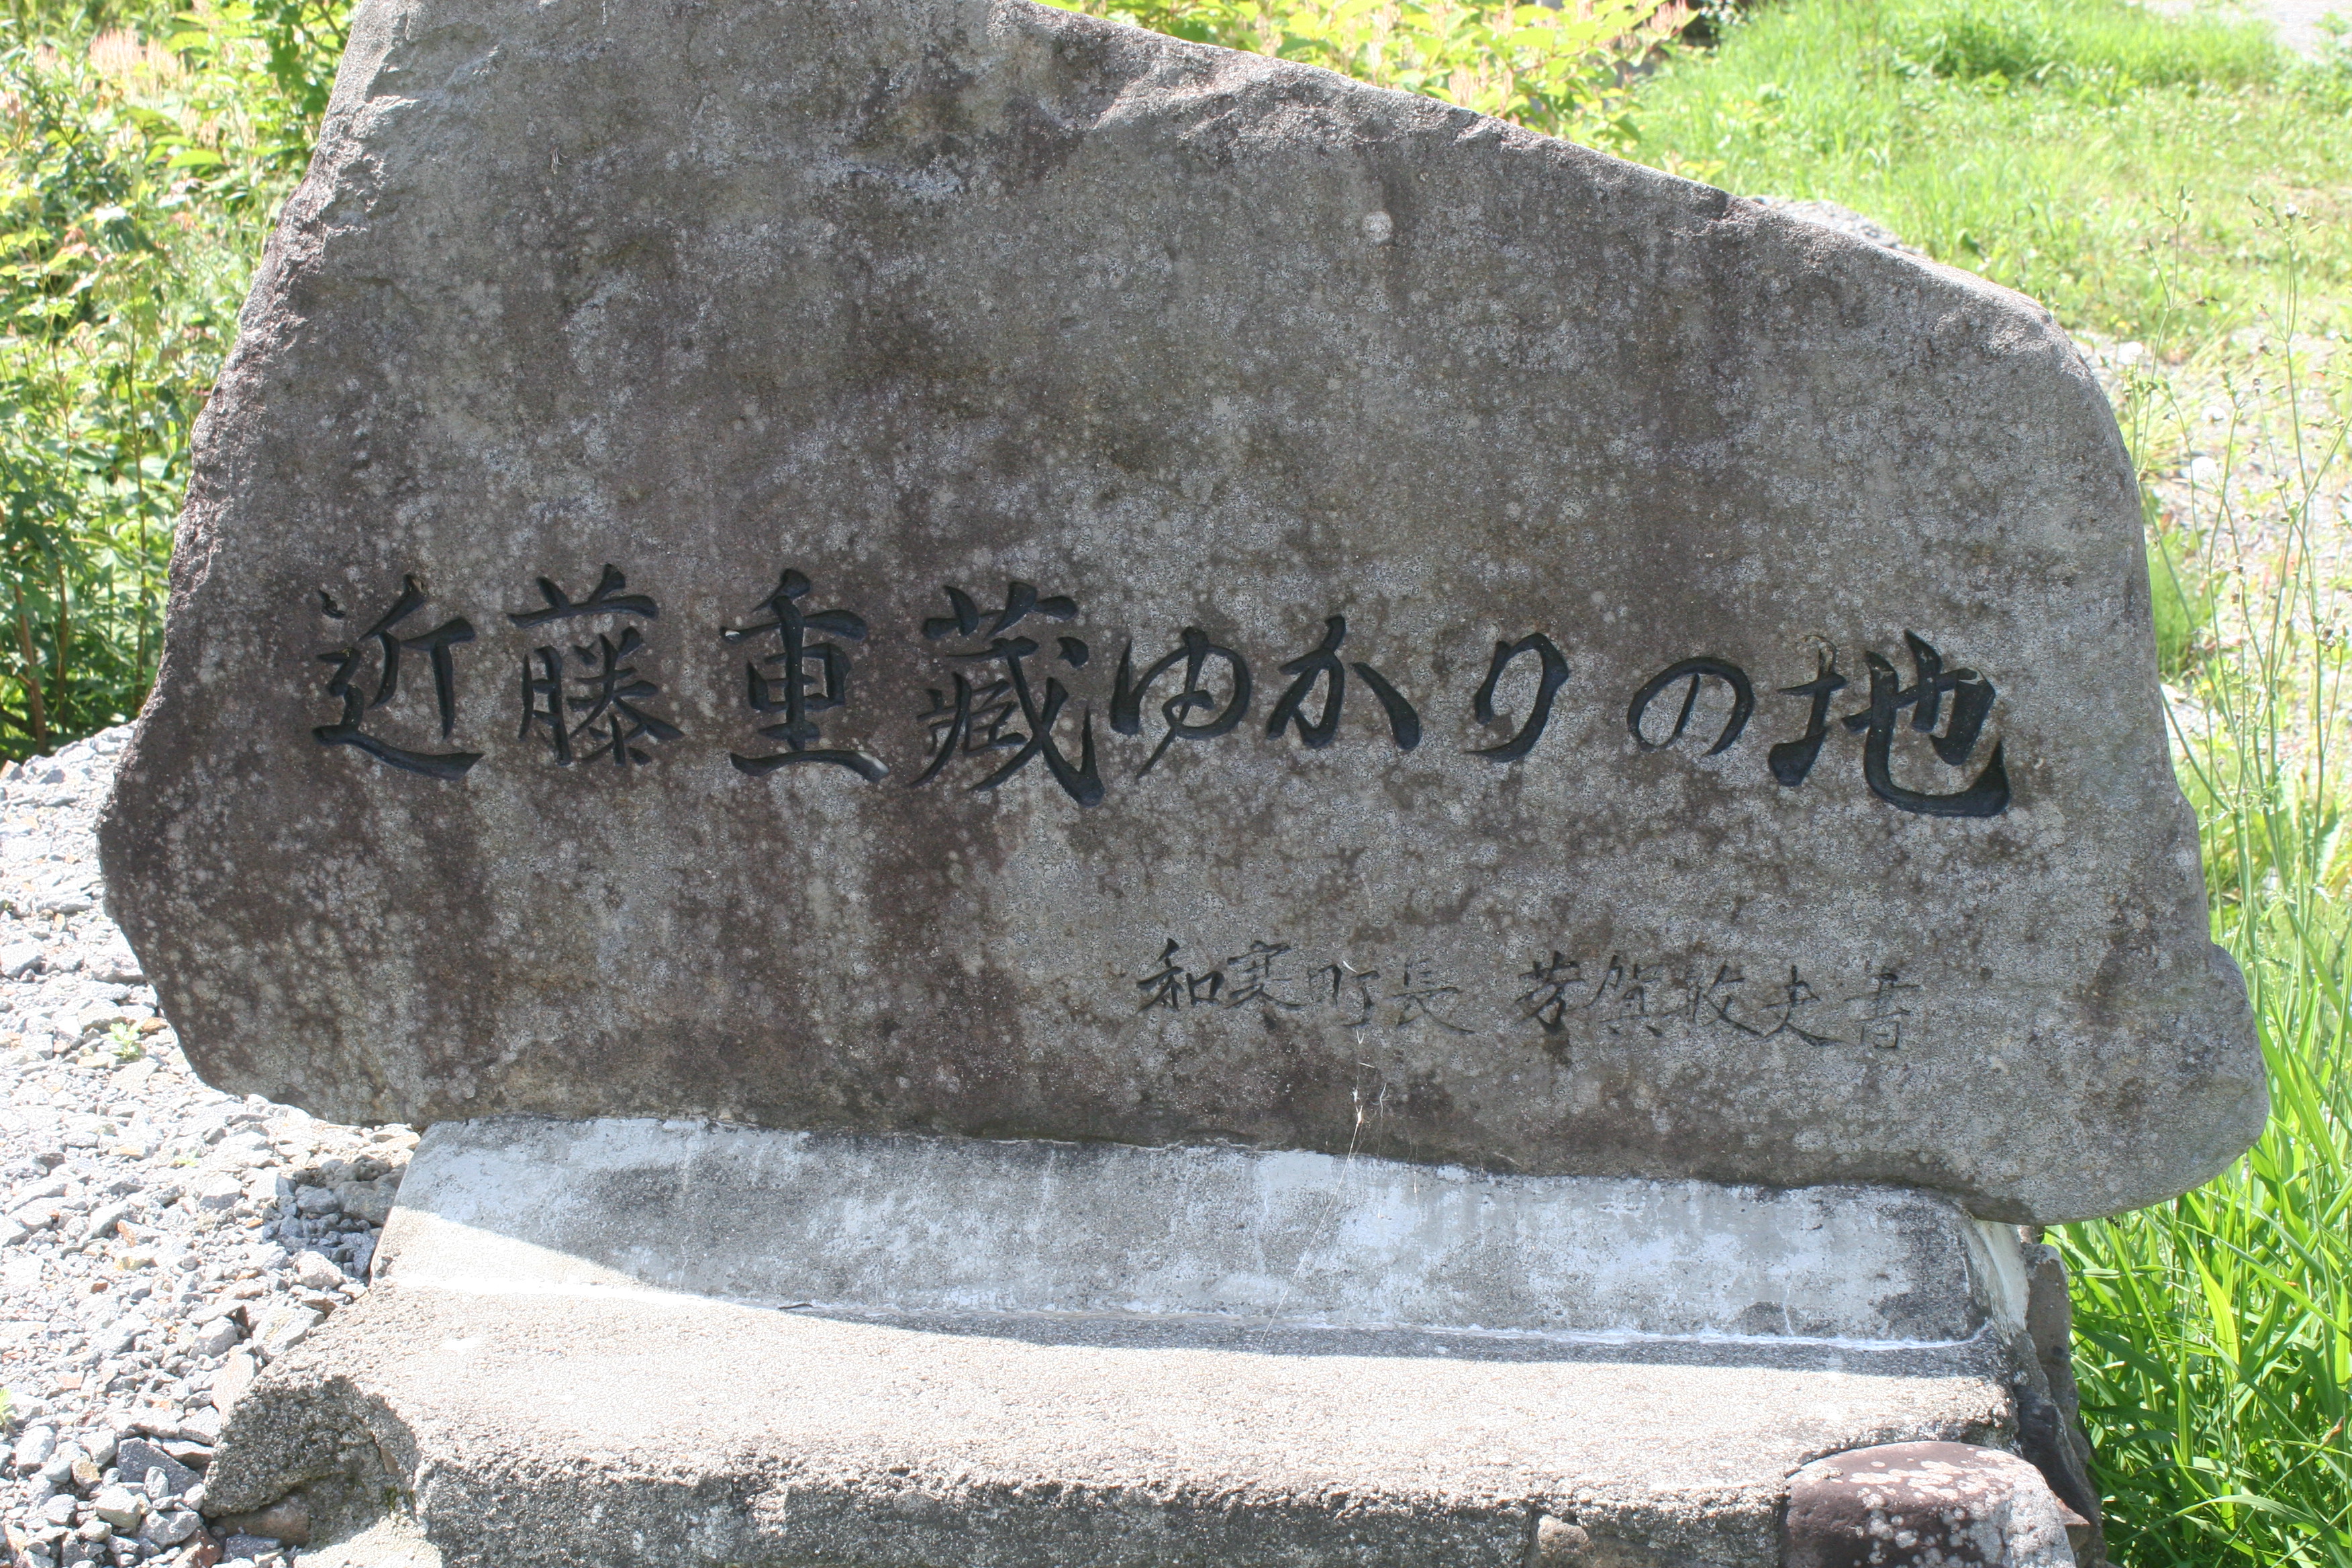 近藤重蔵ゆかりの地
和寒町長 芳賀敏夫書